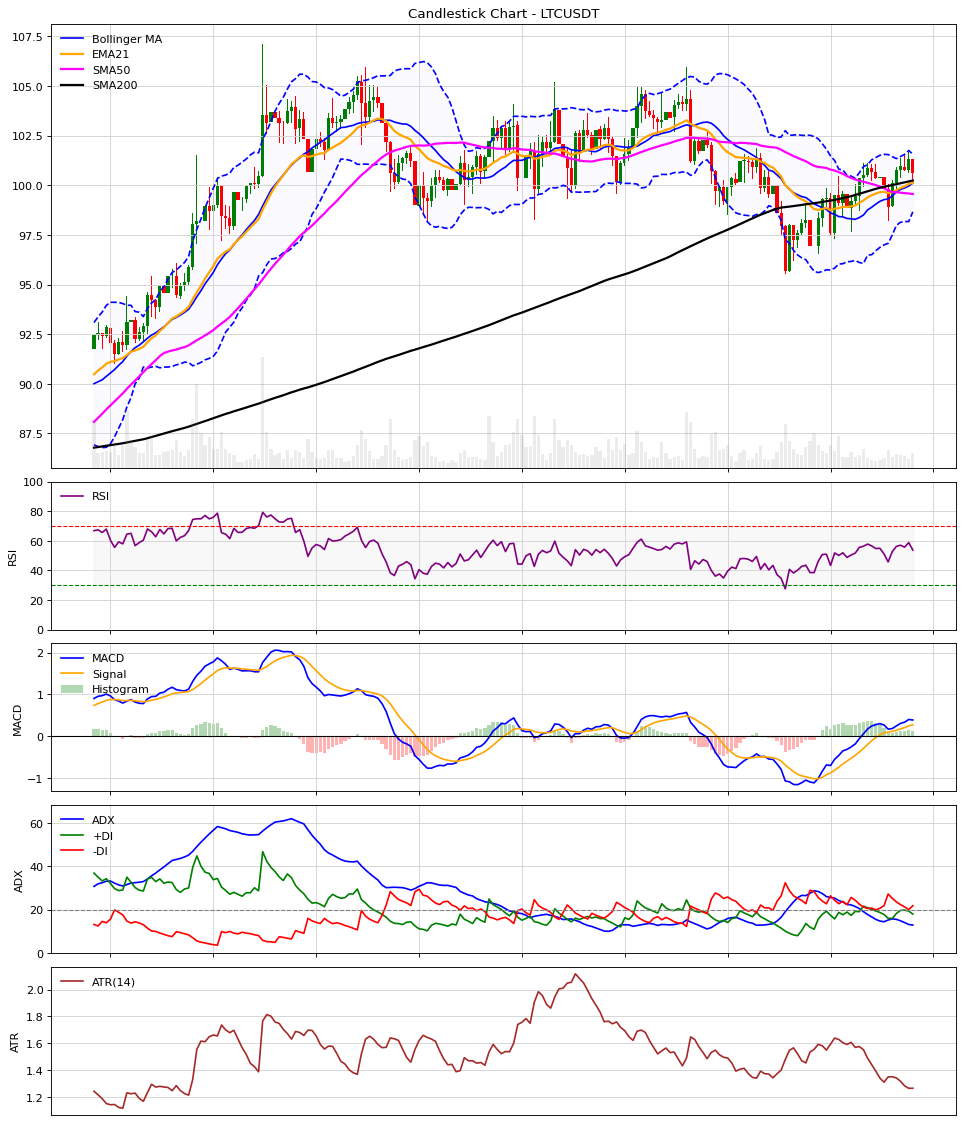 Candlestick Chart - LTCUSDT
Bollinger MA
EMA21
SMA50
SMA200
107.5
105.0
102.5
100.0
97.5
95.0
92.5
90.0
87.5
RSI
RSI
100
80
60
40
20
0
MACD
Signal
Histogram
MACD
2
1
0
−1
ADX
+DI
-DI
ADX
60
40
20
0
ATR(14)
ATR
2.0
1.8
1.6
1.4
1.2